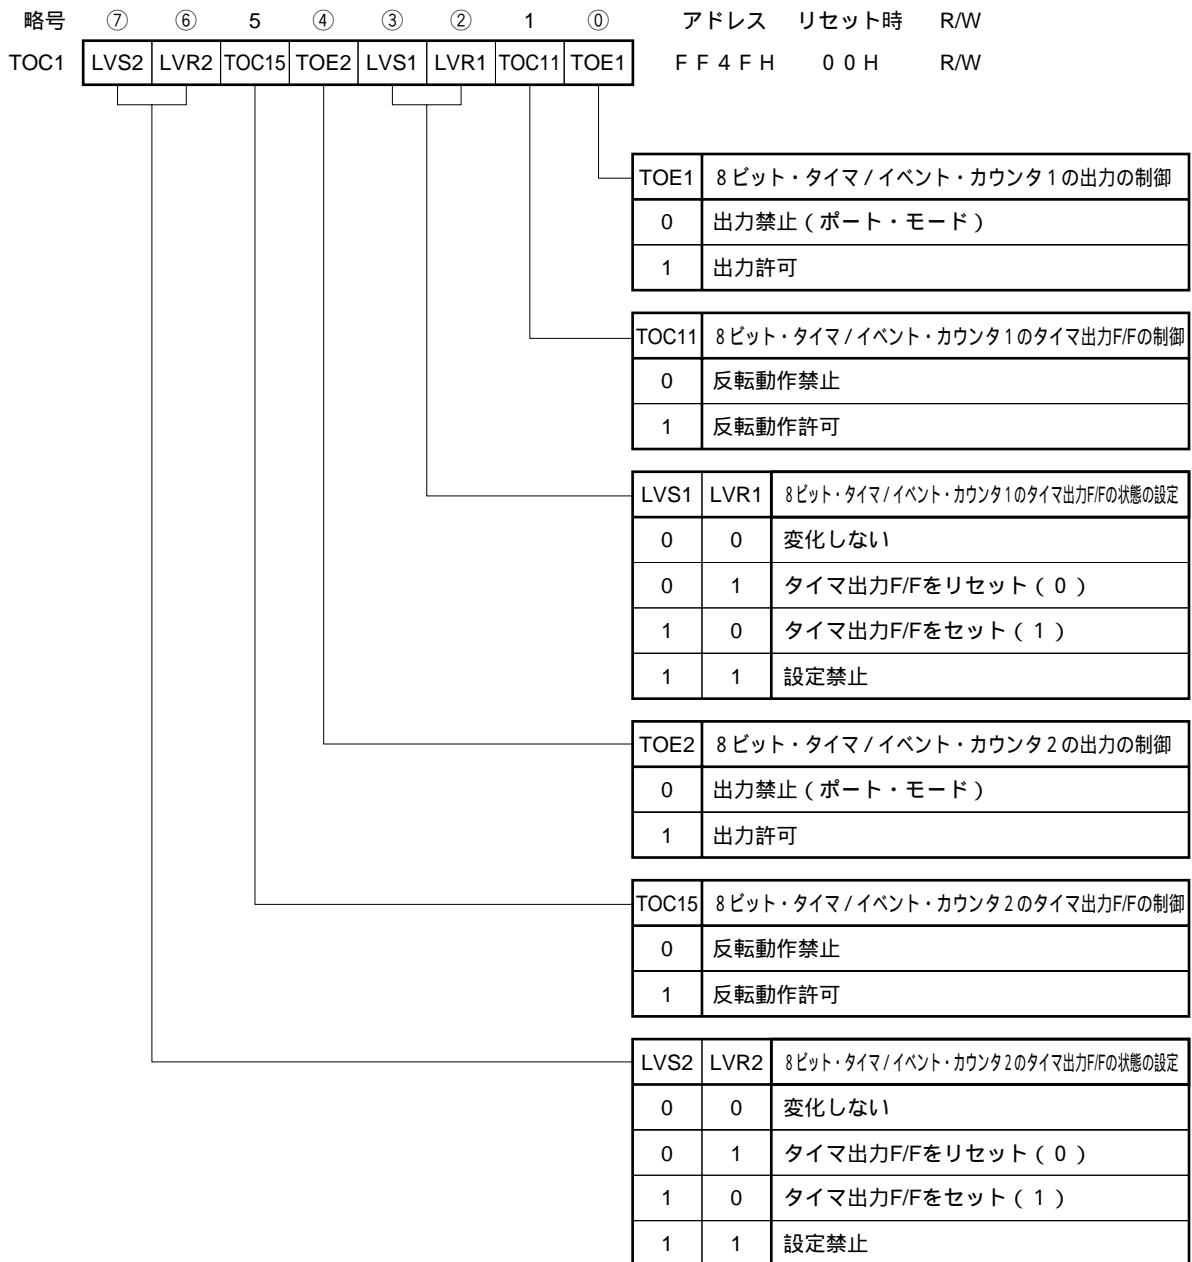 略号 ⑦ ⑥ 5 ④ ③ ② 1 ⓪ アドレス リセット時 R/W
TOC1 LVS2 LVR2 TOC15 TOE2 LVS1 LVR1 TOC11 TOE1 FF4FH 00H R/W
TOE1 8ビット・タイマ/イベント・カウンタ1の出力の制御
0 出力禁止(ポート・モード)
1 出力許可
TOC11 8ビット・タイマ/イベント・カウンタ1のタイマ出力F/Fの制御
0 反転動作禁止
1 反転動作許可
LVS1 LVR1 8ビット・タイマ/イベント・カウンタ1のタイマ出力F/Fの状態の設定
0 0 変化しない
0 1 タイマ出力F/Fをリセット(0)
1 0 タイマ出力F/Fをセット(1)
1 1 設定禁止
TOE2 8ビット・タイマ/イベント・カウンタ2の出力の制御
0 出力禁止(ポート・モード)
1 出力許可
TOC15 8ビット・タイマ/イベント・カウンタ2のタイマ出力F/Fの制御
0 反転動作禁止
1 反転動作許可
LVS2 LVR2 8ビット・タイマ/イベント・カウンタ2のタイマ出力F/Fの状態の設定
0 0 変化しない
0 1 タイマ出力F/Fをリセット(0)
1 0 タイマ出力F/Fをセット(1)
1 1 設定禁止